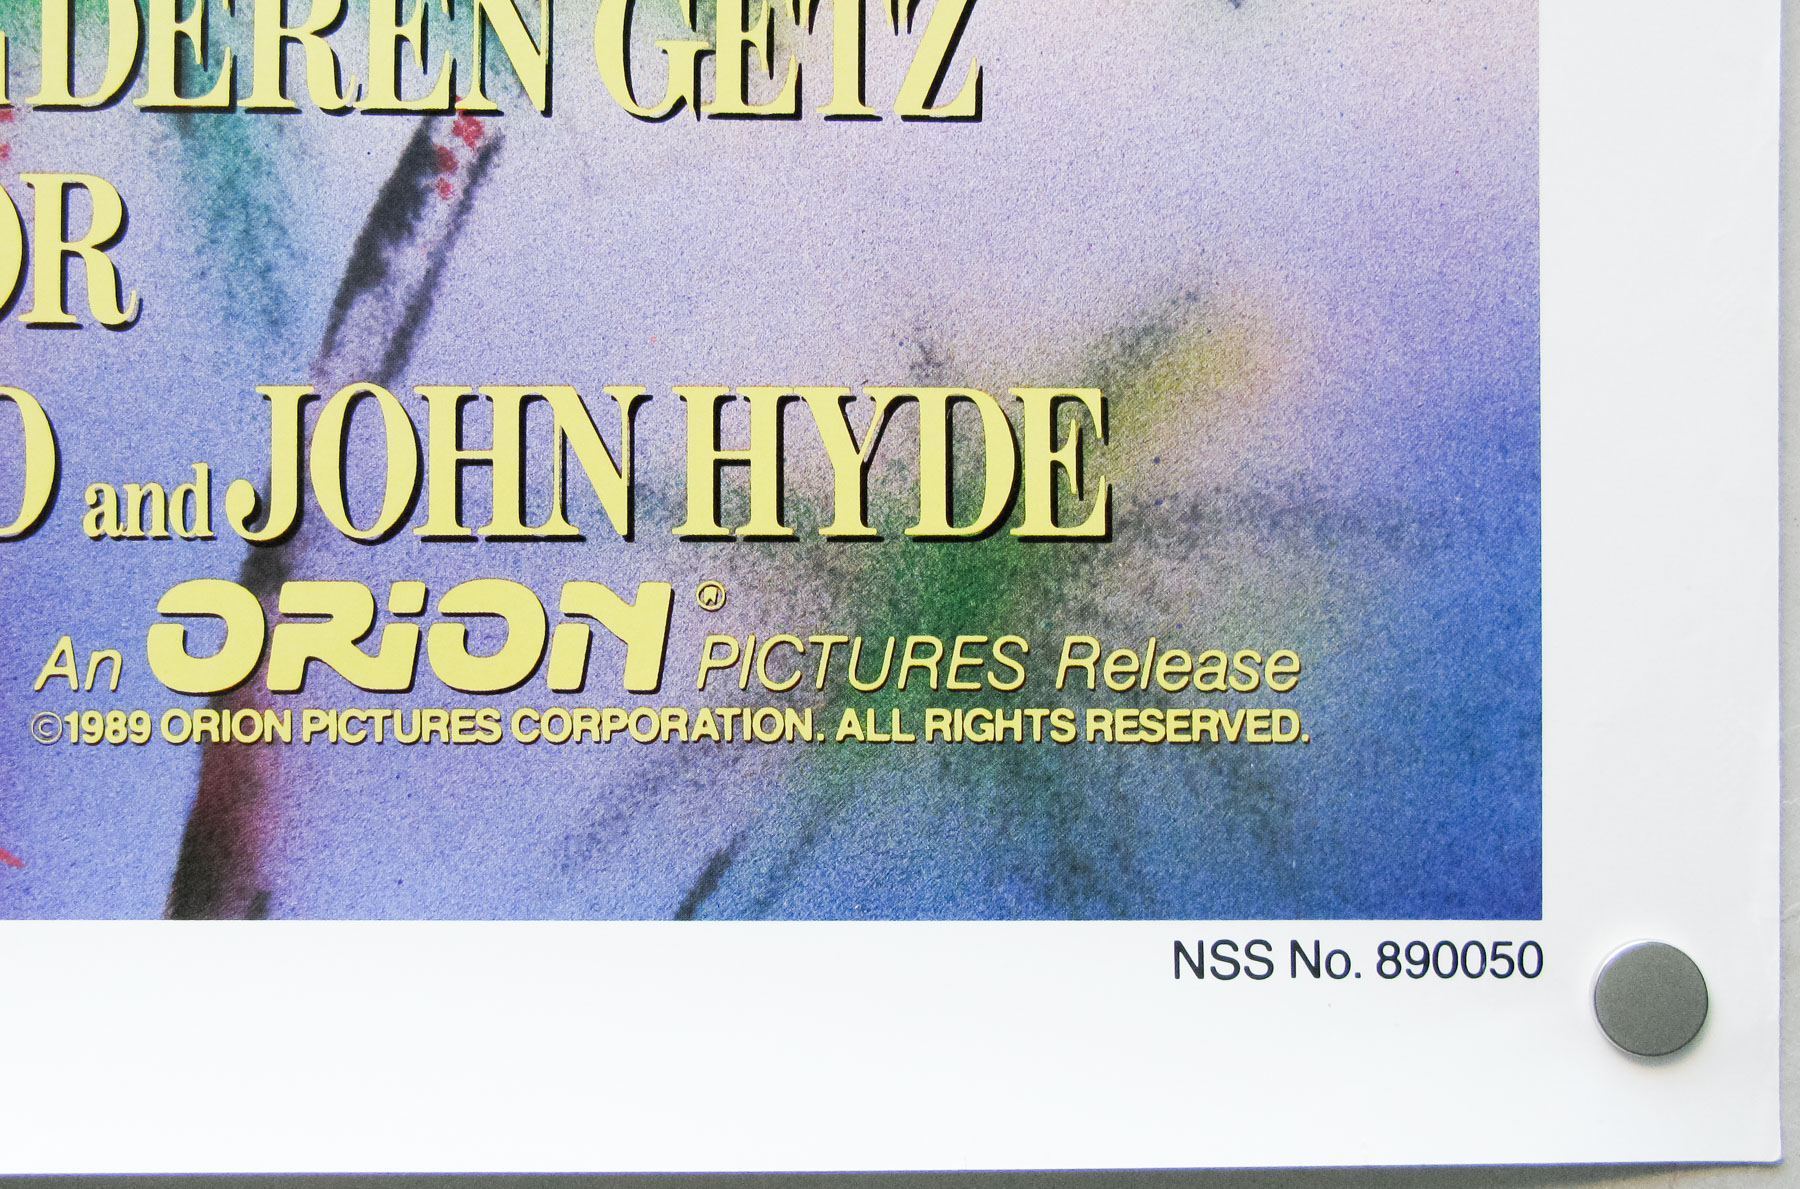 DEREN GETZ
OR
and JOHN HYDE
An ORiON® PICTURES Release
©1989 ORION PICTURES CORPORATION. ALL RIGHTS RESERVED.
NSS No. 890050